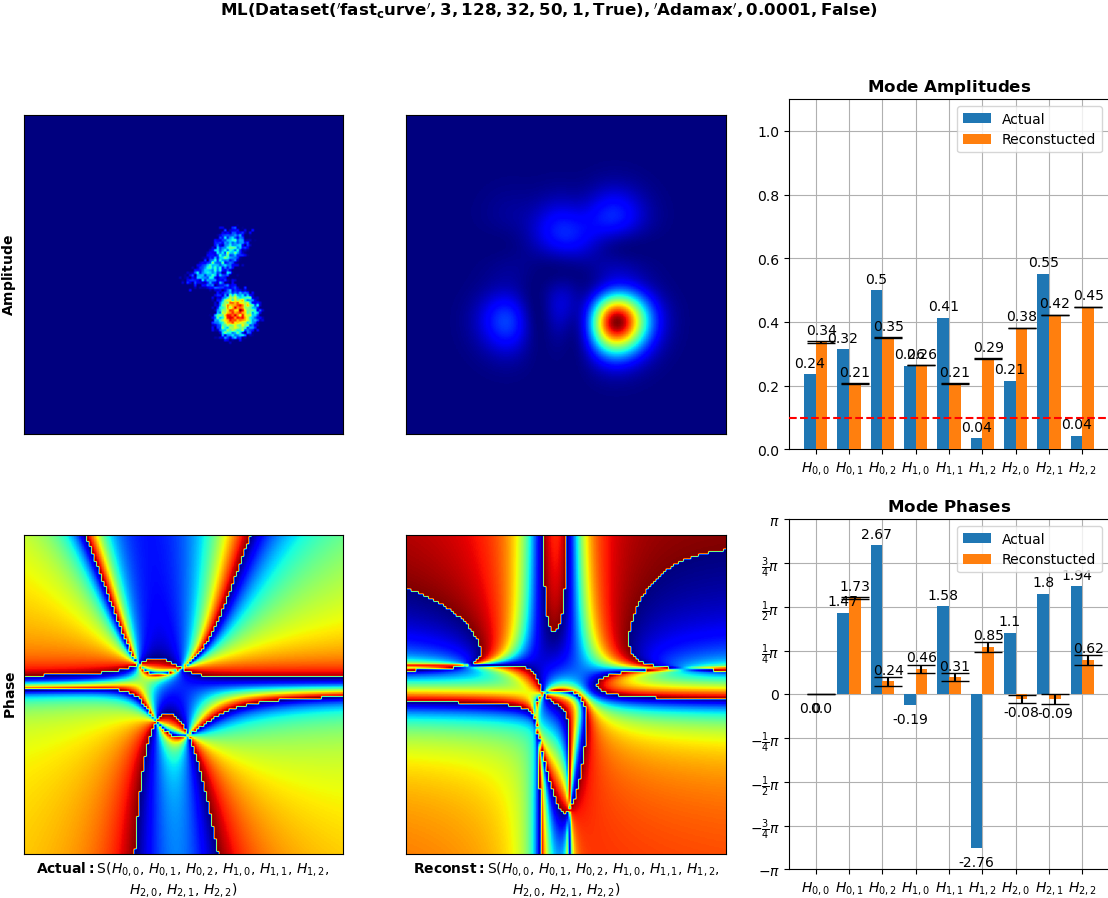 ML(Dataset('fast_curve', 3, 128, 32, 50, 1, True), 'Adamax', 0.0001, False)
Amplitude
Mode Amplitudes
Actual
Reconstucted
1.0
0.8
0.6
0.4
0.2
0.0
0.24 0.34 0.32 0.21 0.5 0.35 0.26 0.26 0.41 0.21 0.04 0.29 0.21 0.38 0.55 0.42 0.04 0.45
H0,0 H0,1 H0,2 H1,0 H1,1 H1,2 H2,0 H2,1 H2,2
Phase
Mode Phases
Actual
Reconstucted
π
3/4π
1/2π
1/4π
0
−1/4π
−1/2π
−3/4π
−π
0.0 0.0 1.47 1.73 2.67 0.24 -0.19 0.46 1.58 0.31 -2.76 0.85 1.1 -0.08 1.8 -0.09 1.94 0.62
H0,0 H0,1 H0,2 H1,0 H1,1 H1,2 H2,0 H2,1 H2,2
Actual: S(H0,0, H0,1, H0,2, H1,0, H1,1, H1,2,
H2,0, H2,1, H2,2)
Reconst: S(H0,0, H0,1, H0,2, H1,0, H1,1, H1,2,
H2,0, H2,1, H2,2)